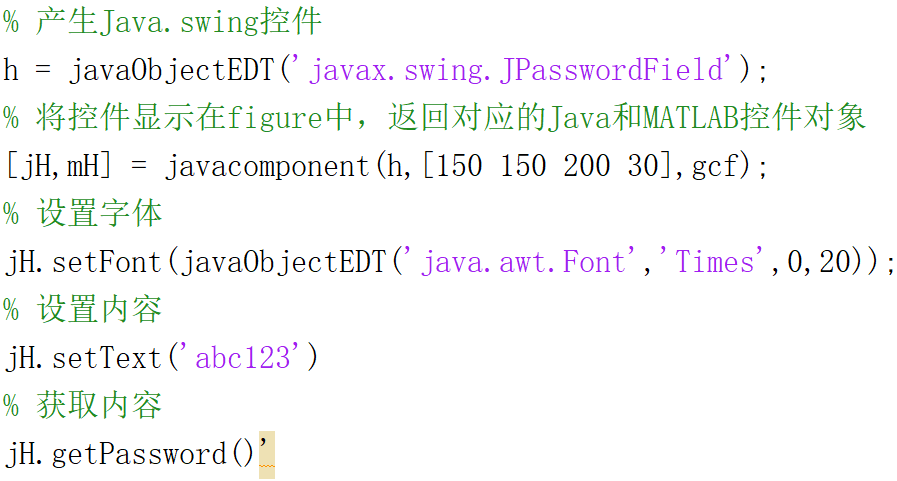 % 产生Java.swing控件
h = javaObjectEDT('javax.swing.JPasswordField');
% 将控件显示在figure中，返回对应的Java和MATLAB控件对象
[jH,mH] = javacomponent(h,[150 150 200 30],gcf);
% 设置字体
jH.setFont(javaObjectEDT('java.awt.Font','Times',0,20));
% 设置内容
jH.setText('abc123')
% 获取内容
jH.getPassword()'